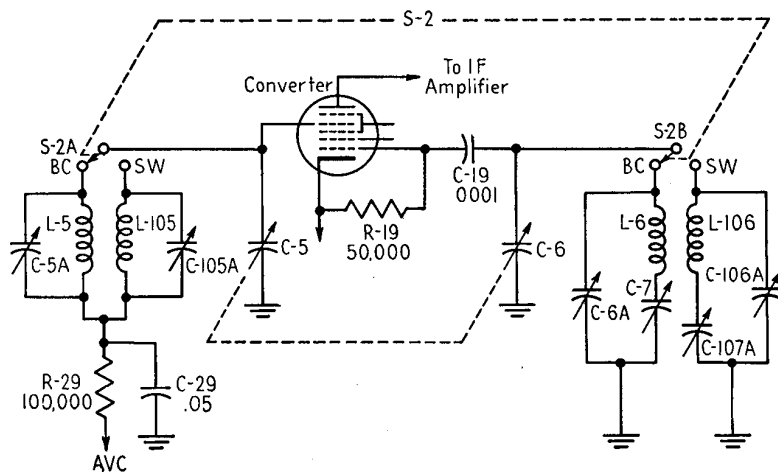 S-2
To IF
Amplifier
Converter
S-2A
BC
SW
S-2B
BC
SW
C-19
.0001
L-5
L-105
C-5A
C-105A
C-5
R-19
50,000
C-6
L-6
L-106
C-6A
C-7
C-106A
C-107A
R-29
100,000
C-29
.05
AVC